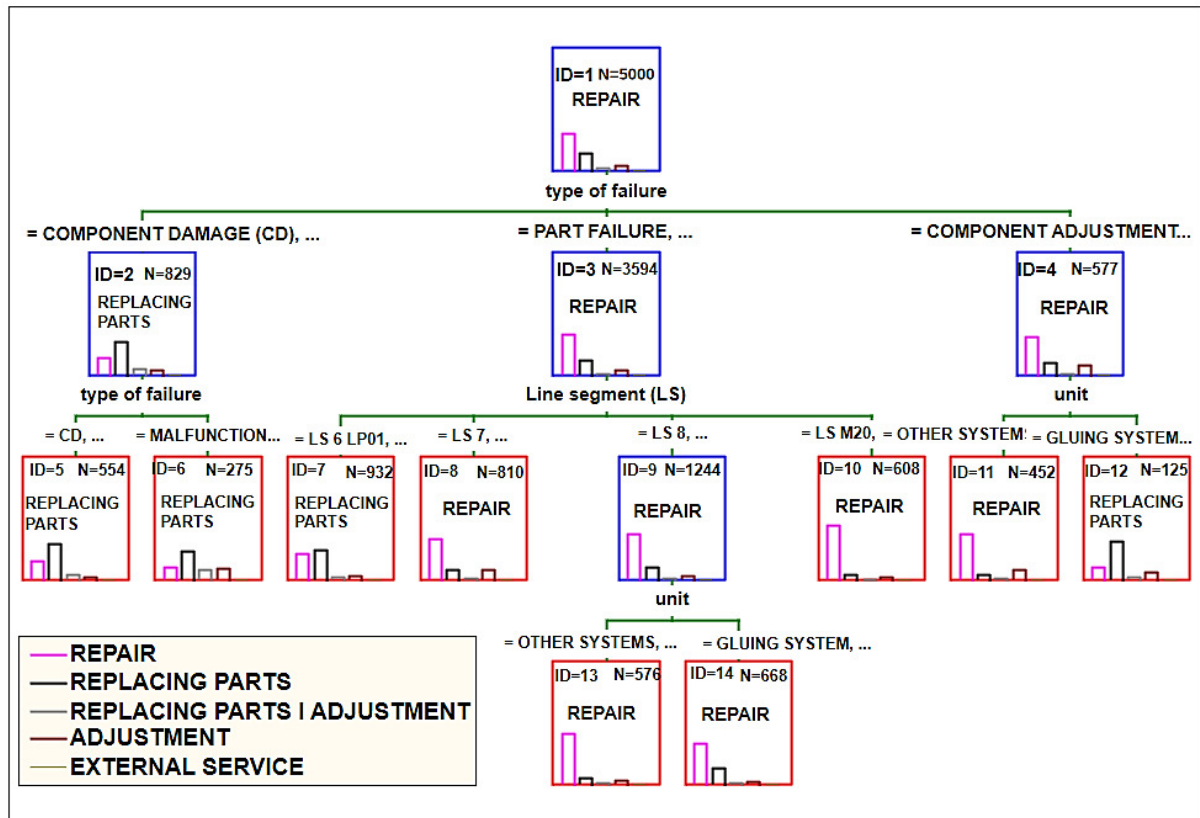 ID=1 N=5000
REPAIR
type of failure
= COMPONENT DAMAGE (CD), ...
= PART FAILURE, ...
= COMPONENT ADJUSTMENT...
ID=2 N=829
REPLACING
PARTS
ID=3 N=3594
REPAIR
ID=4 N=577
REPAIR
type of failure
Line segment (LS)
unit
= CD, ...
= MALFUNCTION...
= LS 6 LP01, ...
= LS 7, ...
= LS 8, ...
= LS M20,
= OTHER SYSTEMS
= GLUING SYSTEM...
ID=5 N=554
REPLACING
PARTS
ID=6 N=275
REPLACING
PARTS
ID=7 N=932
REPLACING
PARTS
ID=8 N=810
REPAIR
ID=9 N=1244
REPAIR
ID=10 N=608
REPAIR
ID=11 N=452
REPAIR
ID=12 N=125
REPLACING
PARTS
unit
= OTHER SYSTEMS, ...
= GLUING SYSTEM, ...
ID=13 N=576
REPAIR
ID=14 N=668
REPAIR
REPAIR
REPLACING PARTS
REPLACING PARTS I ADJUSTMENT
ADJUSTMENT
EXTERNAL SERVICE